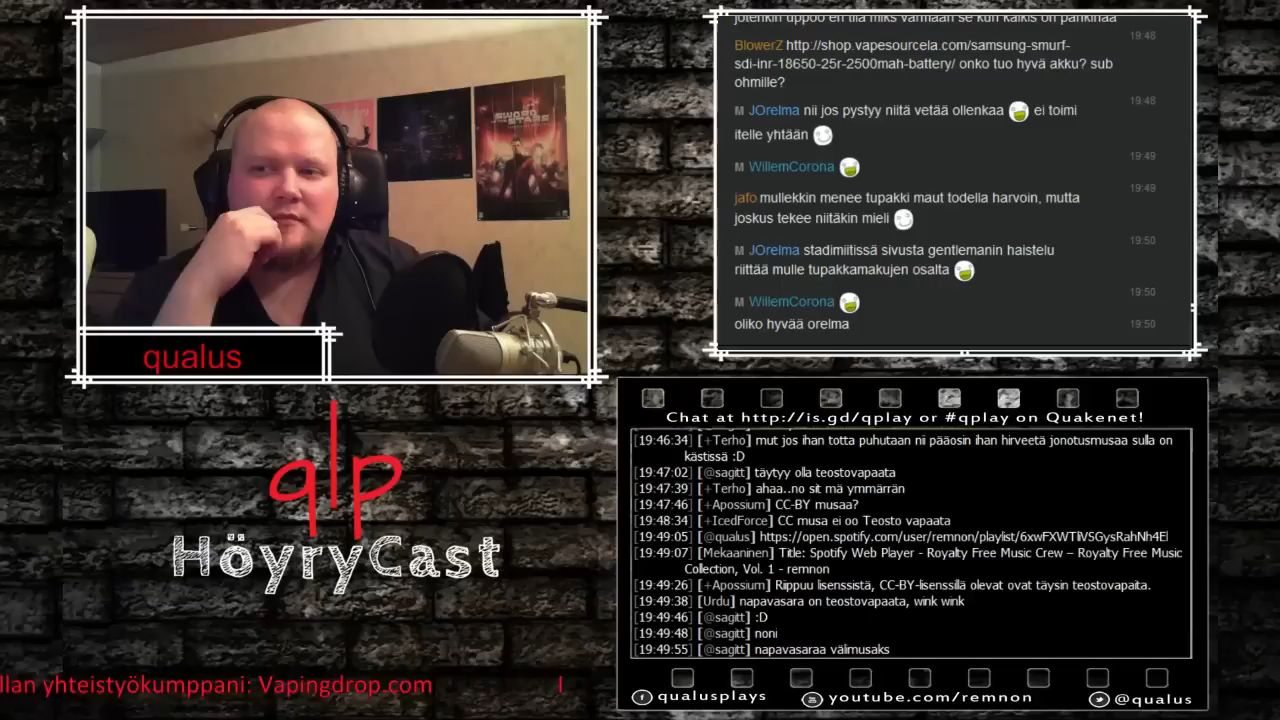 SWORD
STARS
qualus
qlp
HöyryCast
llan yhteistyökumppani: Vapingdrop.com
jotenkin uppoo en tiiä miks varmaan se kun kaikis on pähkinää
19:48
BlowerZ http://shop.vapesourcela.com/samsung-smurf-
sdi-inr-18650-25r-2500mah-battery/ onko tuo hyvä akku? sub
ohmille?
M JOrelma nii jos pystyy niitä vetää ollenkaa ei toimi
19:48
itelle yhtään
M WillemCorona
19:49
jafo mullekkin menee tupakki maut todella harvoin, mutta
19:49
joskus tekee niitäkin mieli
M JOrelma stadimiitissä sivusta gentlemanin haistelu
19:50
riittää mulle tupakkamakujen osalta
M WillemCorona
19:50
oliko hyvää orelma
19:50
Chat at http://is.gd/qplay or #qplay on Quakenet!
[19:46:34] [+Terho] mut jos ihan totta puhutaan ni pääosin ihan hirveetä jonotusmusaa sulla on
kästissä :D
[19:47:02] [@sagitt] täytyy olla teostovapaata
[19:47:39] [+Terho] ahaa..no sit mä ymmärrän
[19:47:46] [+Apossium] CC-BY musaa?
[19:48:34] [+IcedForce] CC musa ei oo Teosto vapaata
[19:49:05] [@qualus] https://open.spotify.com/user/remnon/playlist/6xwFXWTliVSGysRahNh4El
[19:49:07] [Mekaaninen] Title: Spotify Web Player - Royalty Free Music Crew – Royalty Free Music
Collection, Vol. 1 - remnon
[19:49:26] [+Apossium] Riippuu lisenssistä, CC-BY-lisenssillä olevat ovat täysin teostovapaita.
[19:49:38] [Urdu] napavasara on teostovapaata, wink wink
[19:49:46] [@sagitt] :D
[19:49:48] [@sagitt] noni
[19:49:55] [@sagitt] napavasaraa välimusaks
qualusplays
youtube.com/remnon
@qualus